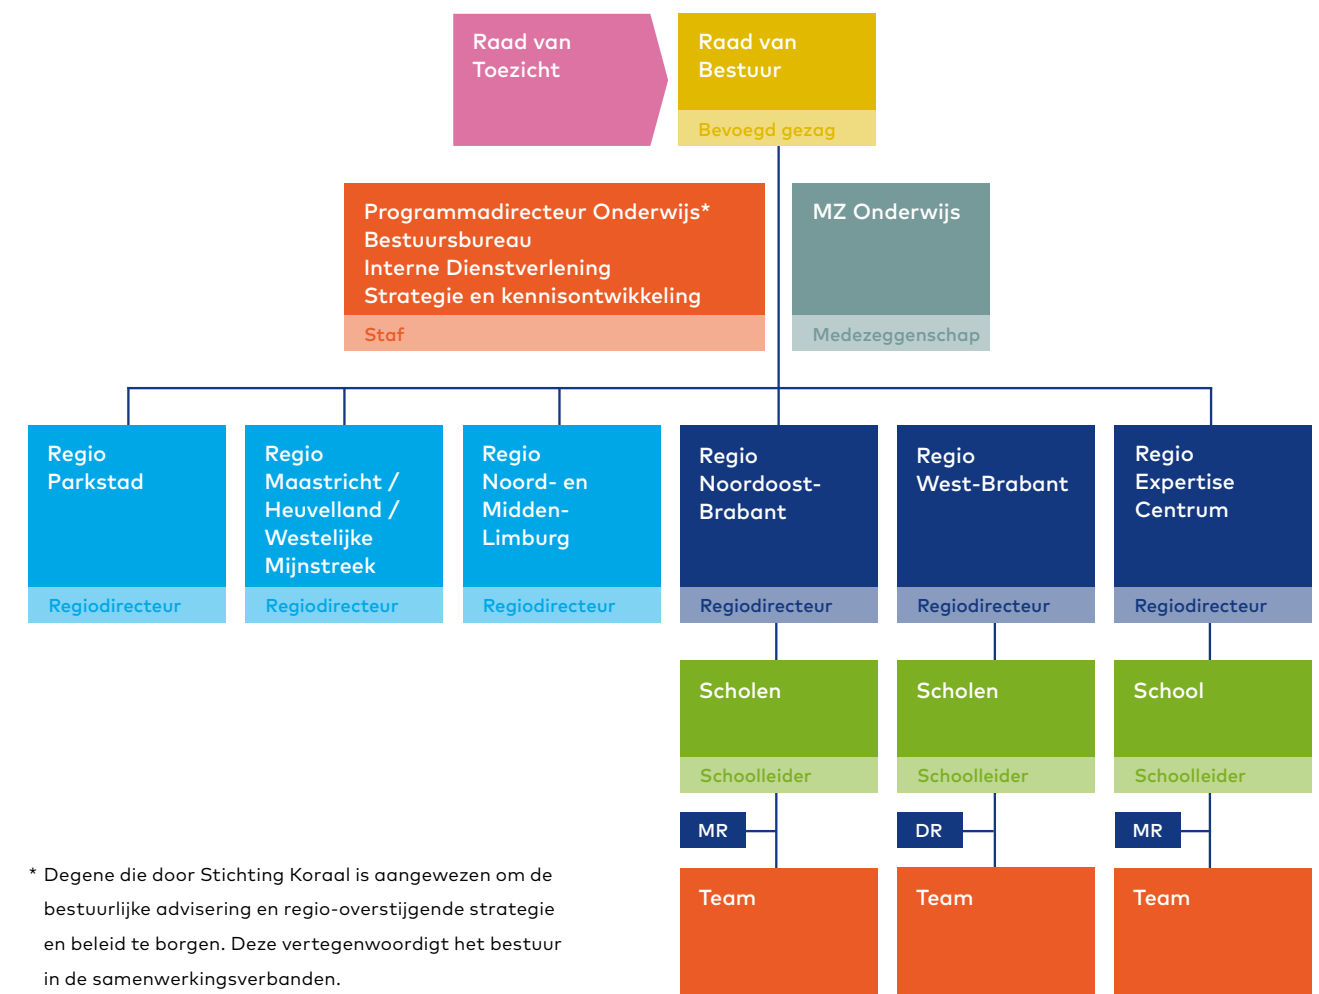 Raad van
Toezicht
Raad van
Bestuur
Bevoegd gezag
Programmadirecteur Onderwijs*
Bestuursbureau
Interne Dienstverlening
Strategie en kennisontwikkeling
Staf
MZ Onderwijs
Medezeggenschap
Regio
Parkstad
Regiodirecteur
Regio
Maastricht /
Heuvelland /
Westelijke
Mijnstreek
Regiodirecteur
Regio
Noord- en
Midden-
Limburg
Regiodirecteur
Regio
Noordoost-
Brabant
Regiodirecteur
Regio
West-Brabant
Regiodirecteur
Regio
Expertise
Centrum
Regiodirecteur
Scholen
Schoolleider
Scholen
Schoolleider
School
Schoolleider
MR
DR
MR
Team
Team
Team
* Degene die door Stichting Koraal is aangewezen om de
bestuurlijke advisering en regio-overstijgende strategie
en beleid te borgen. Deze vertegenwoordigt het bestuur
in de samenwerkingsverbanden.